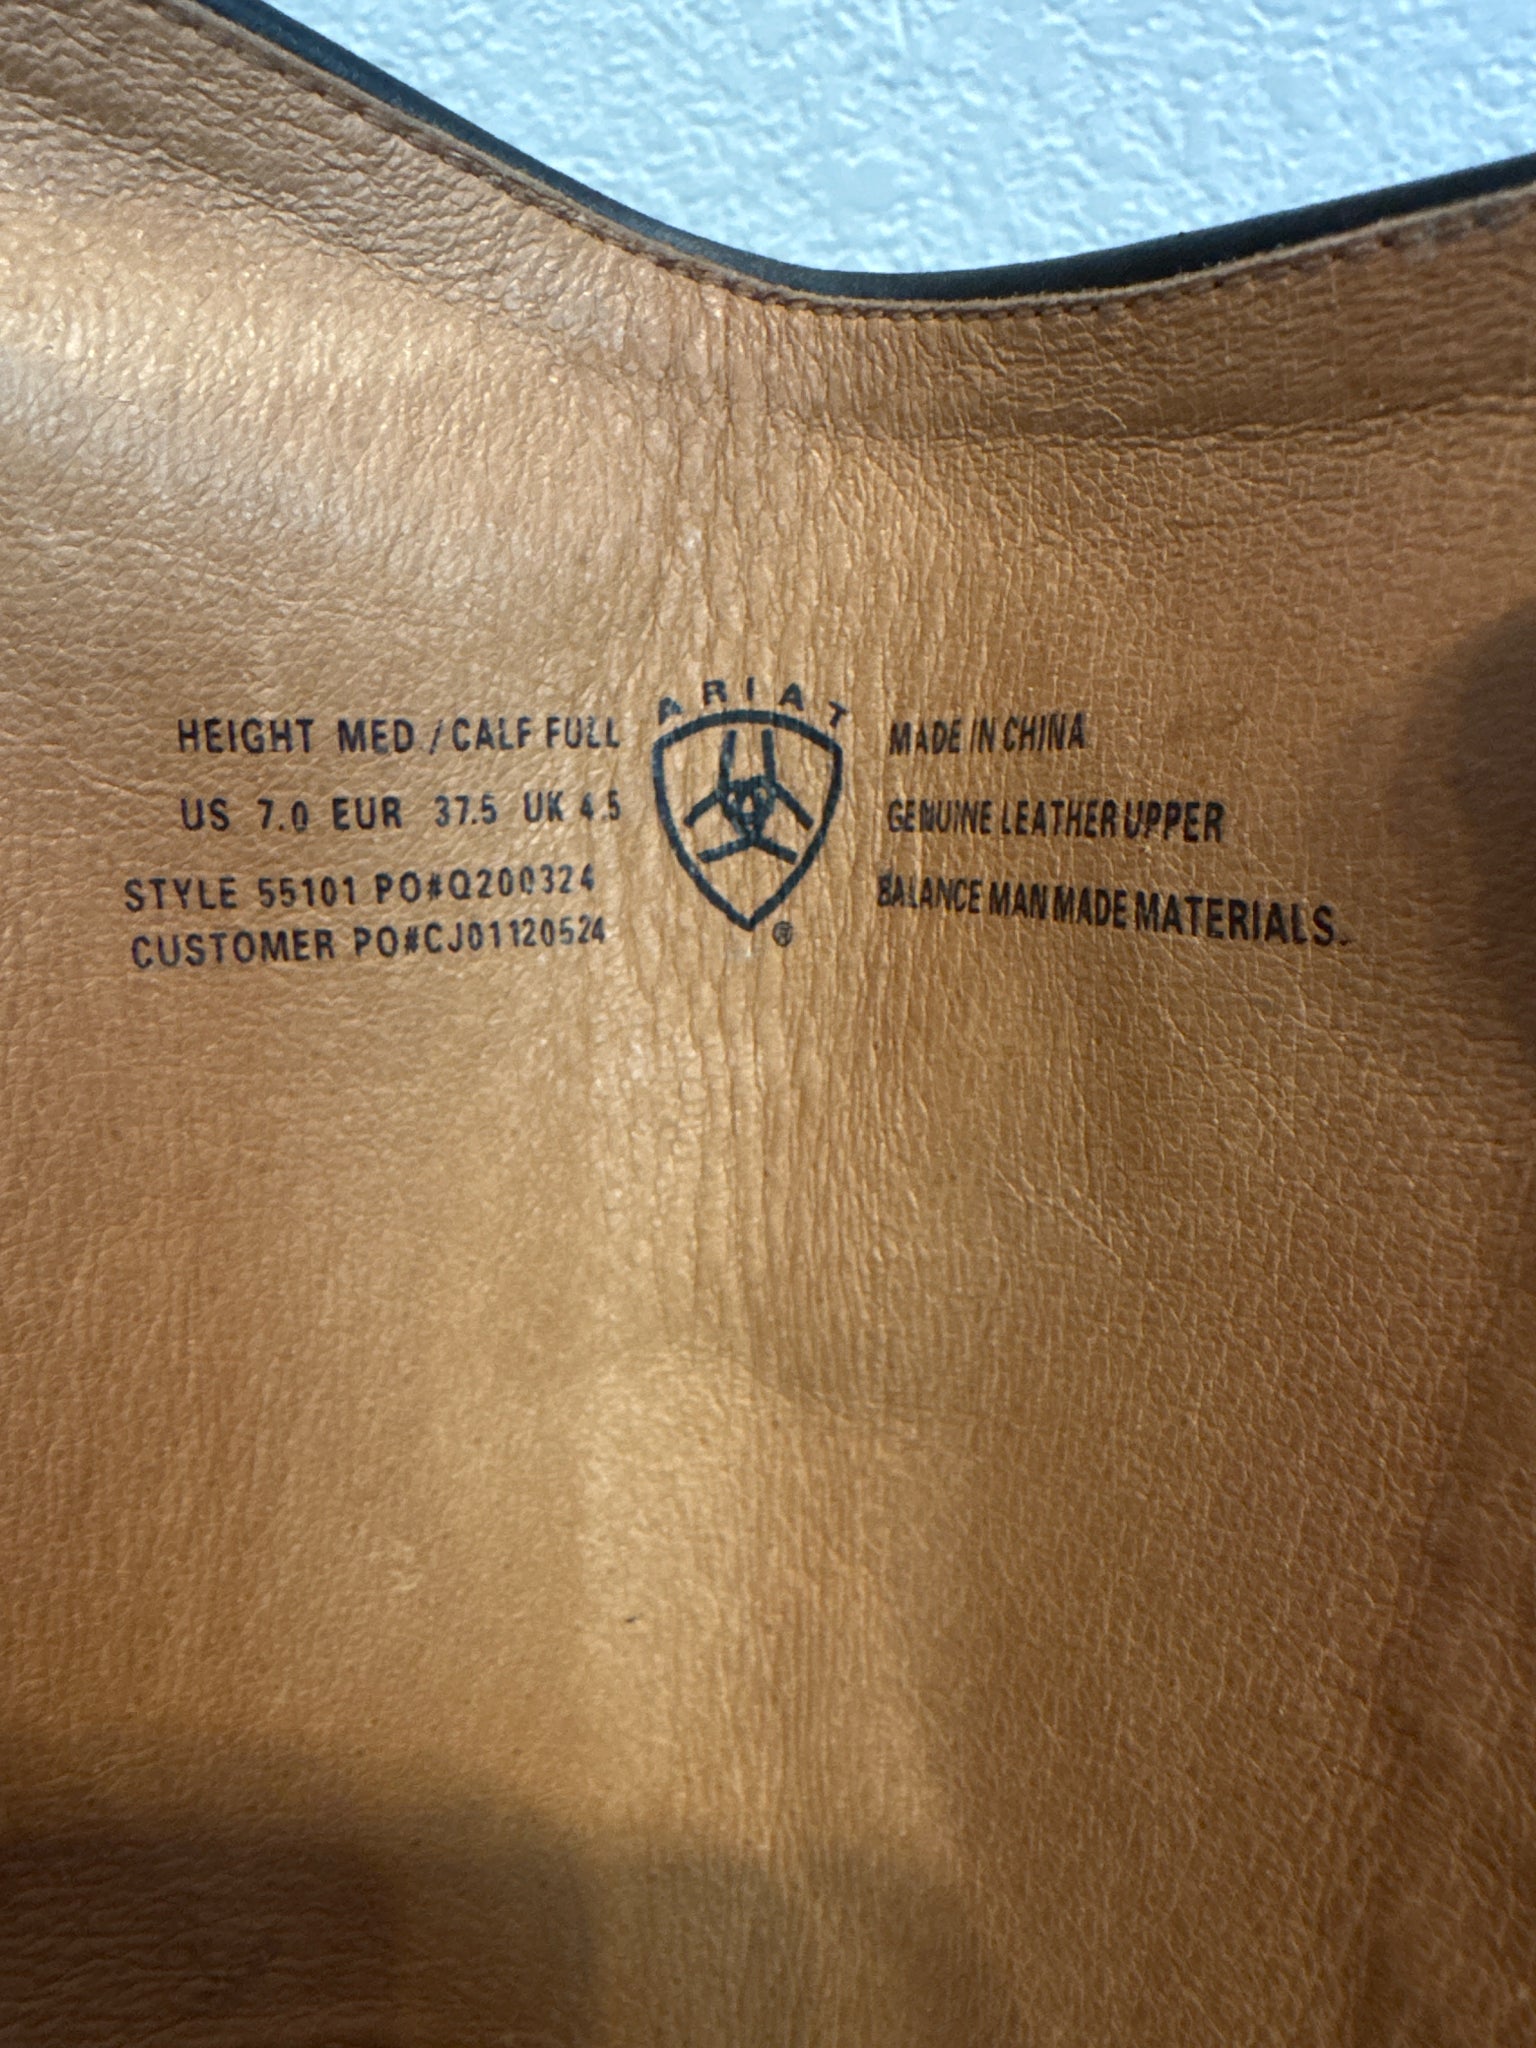 HEIGHT MED / CALF FULL
US 7.0 EUR 37.5 UK 4.5
STYLE 55101 PO#Q200324
CUSTOMER PO#CJ01120524
ARIAT
®
MADE IN CHINA
GENUINE LEATHER UPPER
BALANCE MAN MADE MATERIALS.